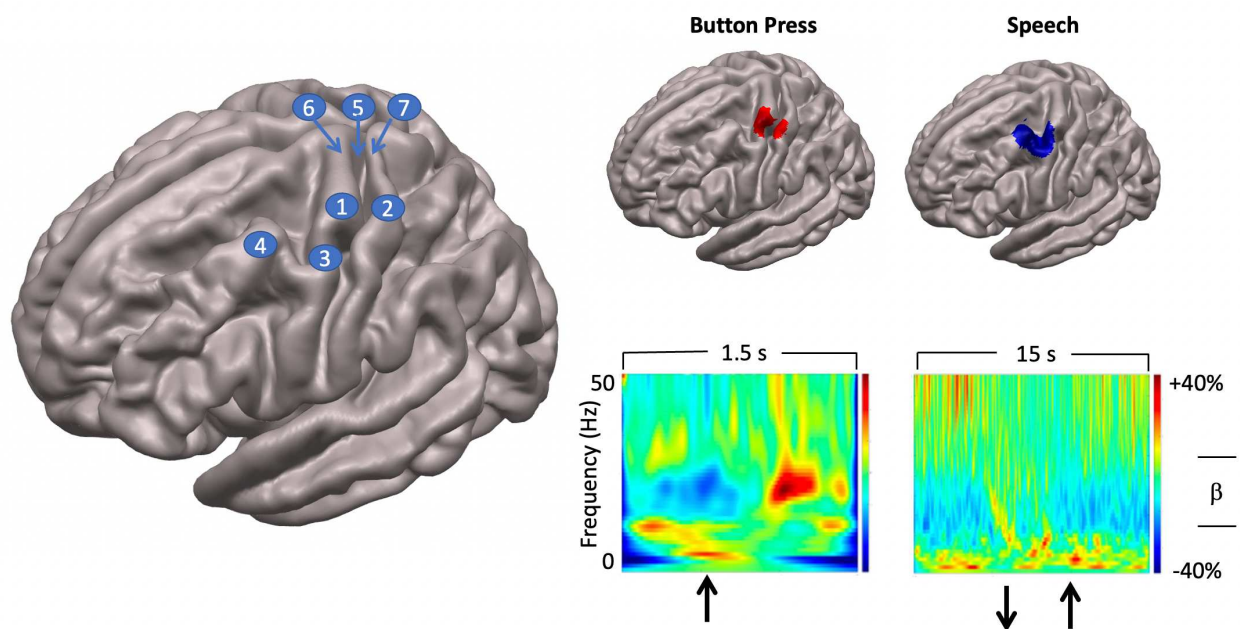 Button Press
Speech
6 5 7
1 2
4 3
1.5 s
15 s
50
0
Frequency (Hz)
+40%
β
-40%